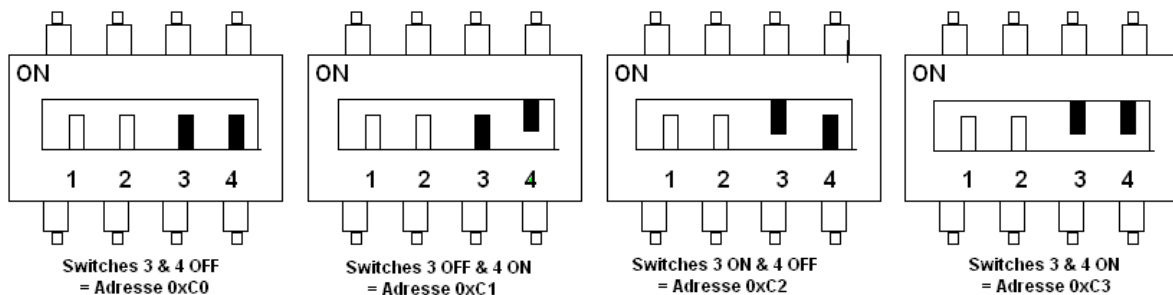 ON
1 2 3 4
Switches 3 & 4 OFF
= Adresse 0xC0
ON
1 2 3 4
Switches 3 OFF & 4 ON
= Adresse 0xC1
ON
1 2 3 4
Switches 3 ON & 4 OFF
= Adresse 0xC2
ON
1 2 3 4
Switches 3 & 4 ON
= Adresse 0xC3